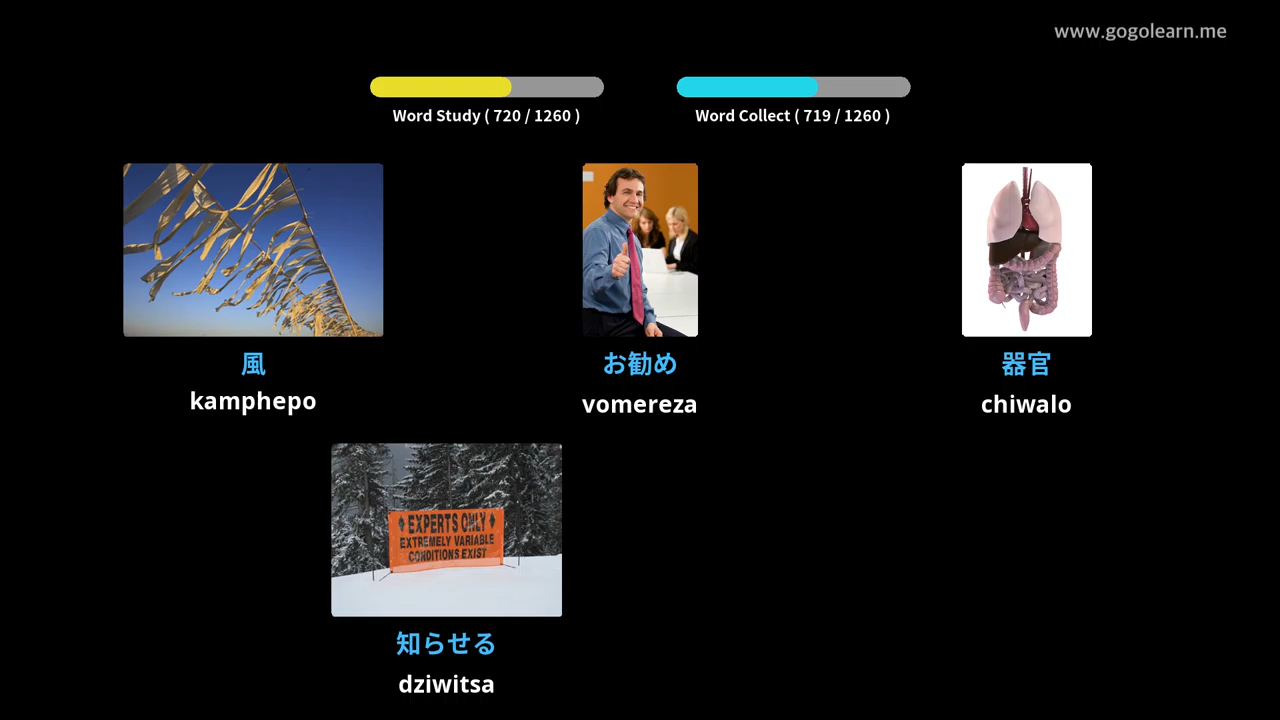 www.gogolearn.me
Word Study ( 720 / 1260 )
Word Collect ( 719 / 1260 )
風
kamphepo
お勧め
vomereza
器官
chiwalo
EXPERTS ONLY
EXTREMELY VARIABLE
CONDITIONS EXIST
知らせる
dziwitsa